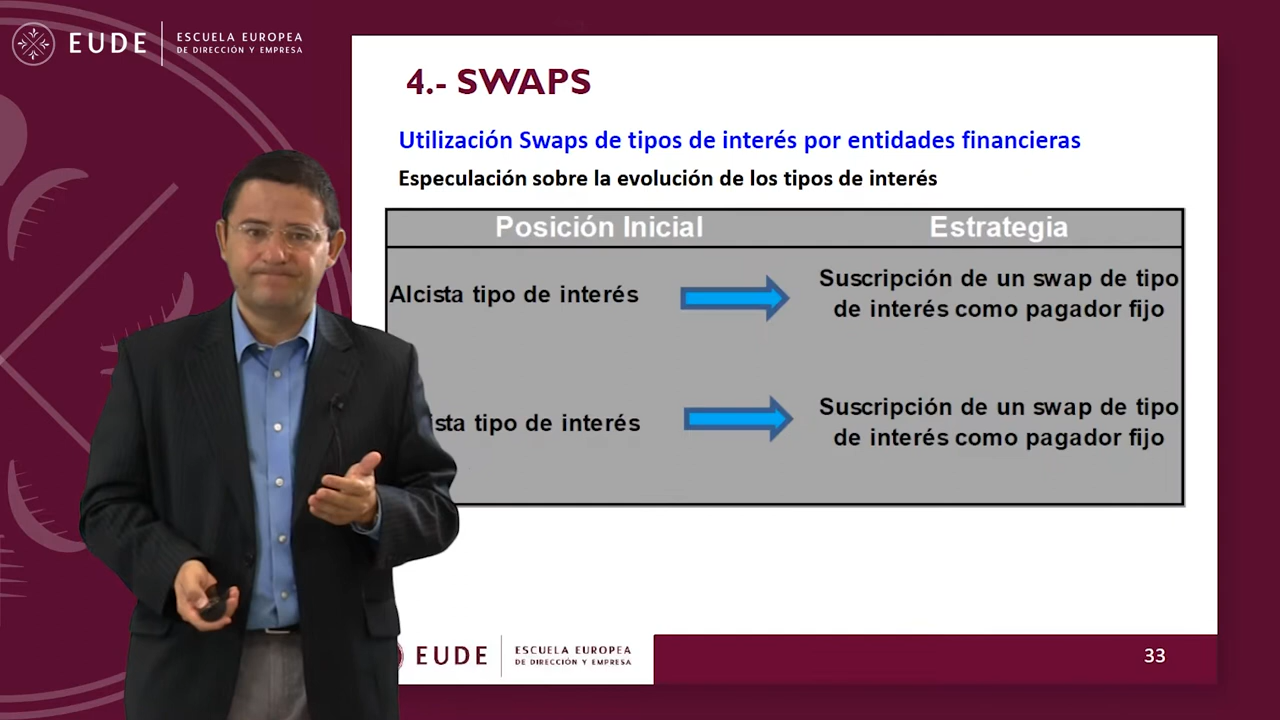 EUDE
ESCUELA EUROPEA
DE DIRECCIÓN Y EMPRESA
4.- SWAPS
Utilización Swaps de tipos de interés por entidades financieras
Especulación sobre la evolución de los tipos de interés
Posición Inicial Estrategia
Alcista tipo de interés
Suscripción de un swap de tipo
de interés como pagador fijo
tipo de interés
Suscripción de un swap de tipo
de interés como pagador fijo
EUDE
ESCUELA EUROPEA
DE DIRECCIÓN Y EMPRESA
33